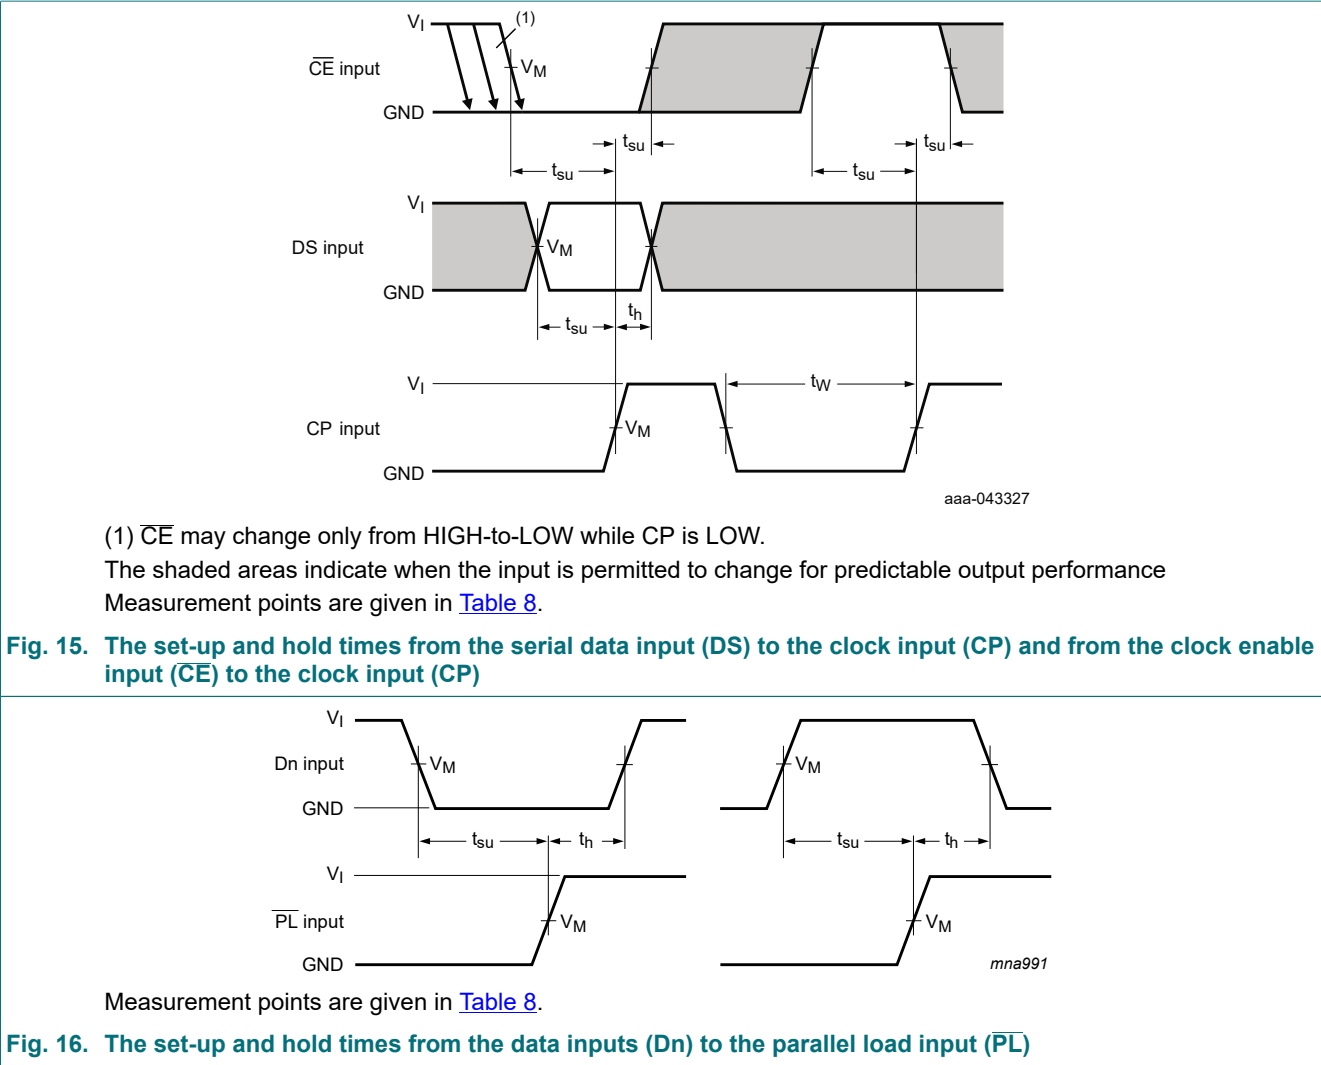 (1)
VI
CE input
VM
GND
tsu
tsu
tsu
tsu
VI
DS input
VM
GND
tsu
th
VI
tW
CP input
VM
GND
aaa-043327
(1) CE may change only from HIGH-to-LOW while CP is LOW.
The shaded areas indicate when the input is permitted to change for predictable output performance
Measurement points are given in Table 8.
Fig. 15. The set-up and hold times from the serial data input (DS) to the clock input (CP) and from the clock enable
input (CE) to the clock input (CP)
VI
Dn input
VM
VM
GND
tsu
th
tsu
th
VI
PL input
VM
VM
GND
mna991
Measurement points are given in Table 8.
Fig. 16. The set-up and hold times from the data inputs (Dn) to the parallel load input (PL)